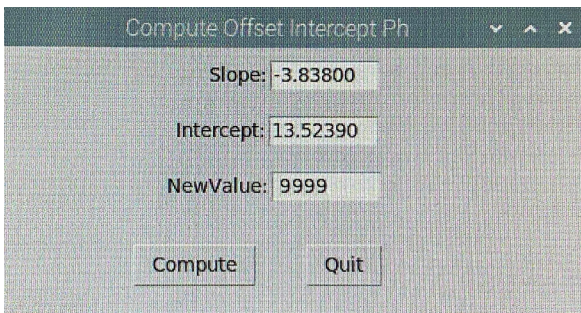 Compute Offset Intercept Ph
Slope: -3.83800
Intercept: 13.52390
NewValue: 9999
Compute Quit